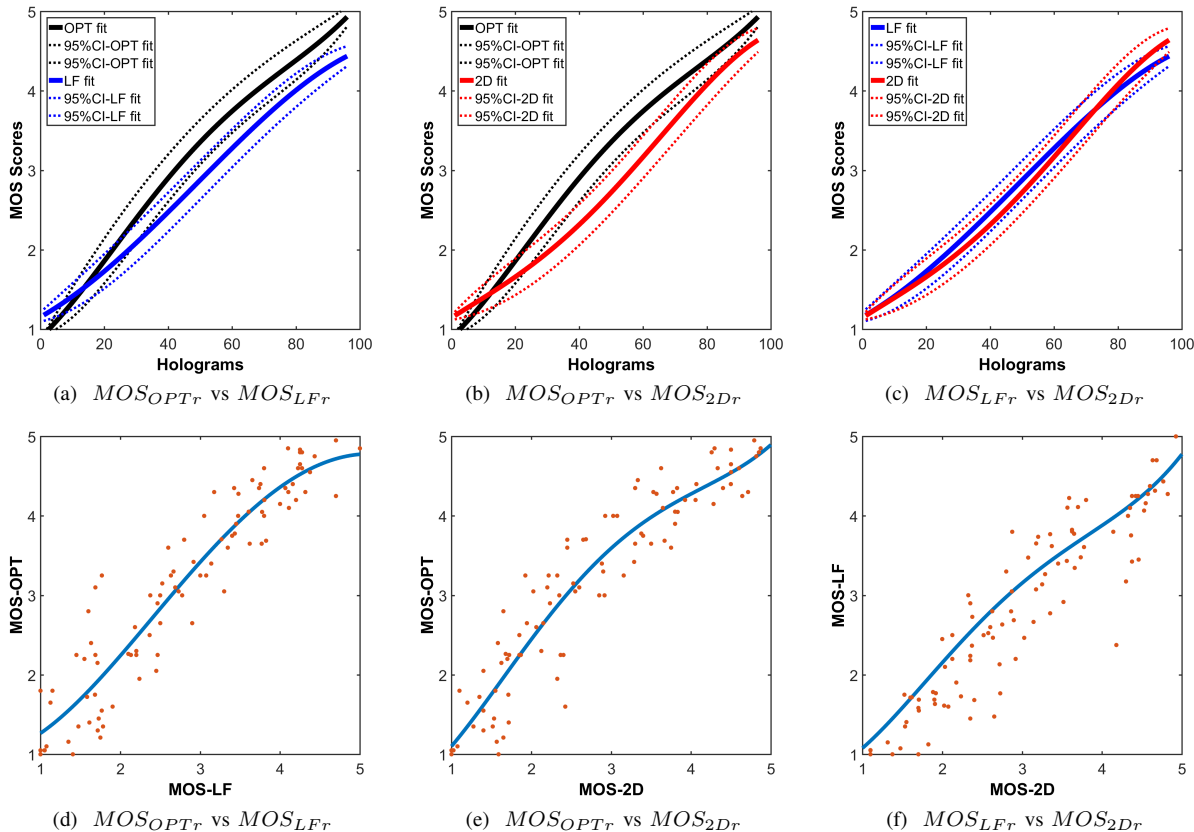 5
4
3
2
1
MOS Scores
OPT fit
95%CI-OPT fit
95%CI-OPT fit
LF fit
95%CI-LF fit
95%CI-LF fit
0 20 40 60 80 100
Holograms
(a) MOS_OPTr vs MOS_LFr
5
4
3
2
1
MOS Scores
OPT fit
95%CI-OPT fit
95%CI-OPT fit
2D fit
95%CI-2D fit
95%CI-2D fit
0 20 40 60 80 100
Holograms
(b) MOS_OPTr vs MOS_2Dr
5
4
3
2
1
MOS Scores
LF fit
95%CI-LF fit
95%CI-LF fit
2D fit
95%CI-2D fit
95%CI-2D fit
0 20 40 60 80 100
Holograms
(c) MOS_LFr vs MOS_2Dr
5
4
3
2
1
MOS-OPT
1 2 3 4 5
MOS-LF
(d) MOS_OPTr vs MOS_LFr
5
4
3
2
1
MOS-OPT
1 2 3 4 5
MOS-2D
(e) MOS_OPTr vs MOS_2Dr
5
4
3
2
1
MOS-LF
1 2 3 4 5
MOS-2D
(f) MOS_LFr vs MOS_2Dr